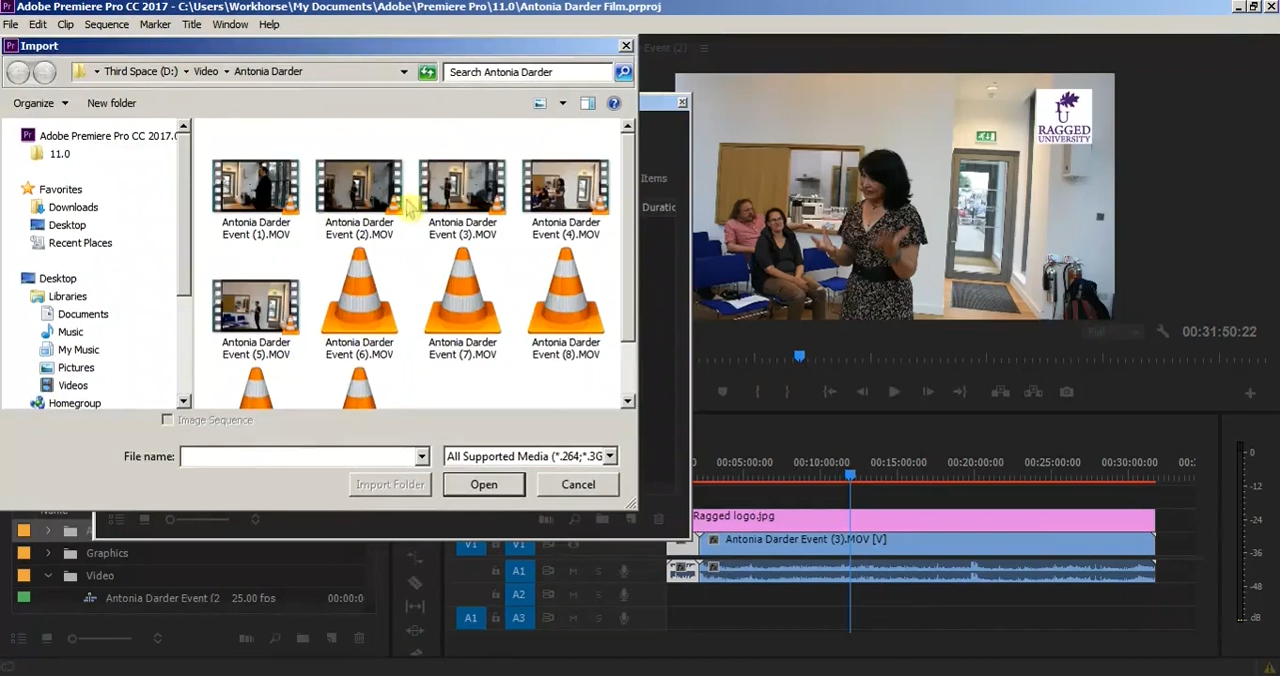 Adobe Premiere Pro CC 2017 - C:\Users\Workhorse\My Documents\Adobe\Premiere Pro\11.0\Antonia Darder Film.prproj
File Edit Clip Sequence Marker Title Window Help
Import
Third Space (D:) Video Antonia Darder
Search Antonia Darder
Organize New folder
Adobe Premiere Pro CC 2017.0
11.0
Favorites
Downloads
Desktop
Recent Places
Desktop
Libraries
Documents
Music
My Music
Pictures
Videos
Homegroup
Antonia Darder
Event (1).MOV
Antonia Darder
Event (2).MOV
Antonia Darder
Event (3).MOV
Antonia Darder
Event (4).MOV
Antonia Darder
Event (5).MOV
Antonia Darder
Event (6).MOV
Antonia Darder
Event (7).MOV
Antonia Darder
Event (8).MOV
Image Sequence
File name:
All Supported Media (*.264;*.3G
Import Folder Open Cancel
Event (2)
Items
Duratic
RAGGED
UNIVERSITY
Full
00:31:50:22
00:05:00:00 00:10:00:00 00:15:00:00 00:20:00:00 00:25:00:00 00:30:00:00 00:3
Ragged logo.jpg
V1 V1 Antonia Darder Event (3).MOV [V]
A1 M S
A2 M S
A1 A3 M S
0
-12
-24
-36
-48
dB
Name
A
Graphics
Video
Antonia Darder Event (2 25.00 fps 00:00:0